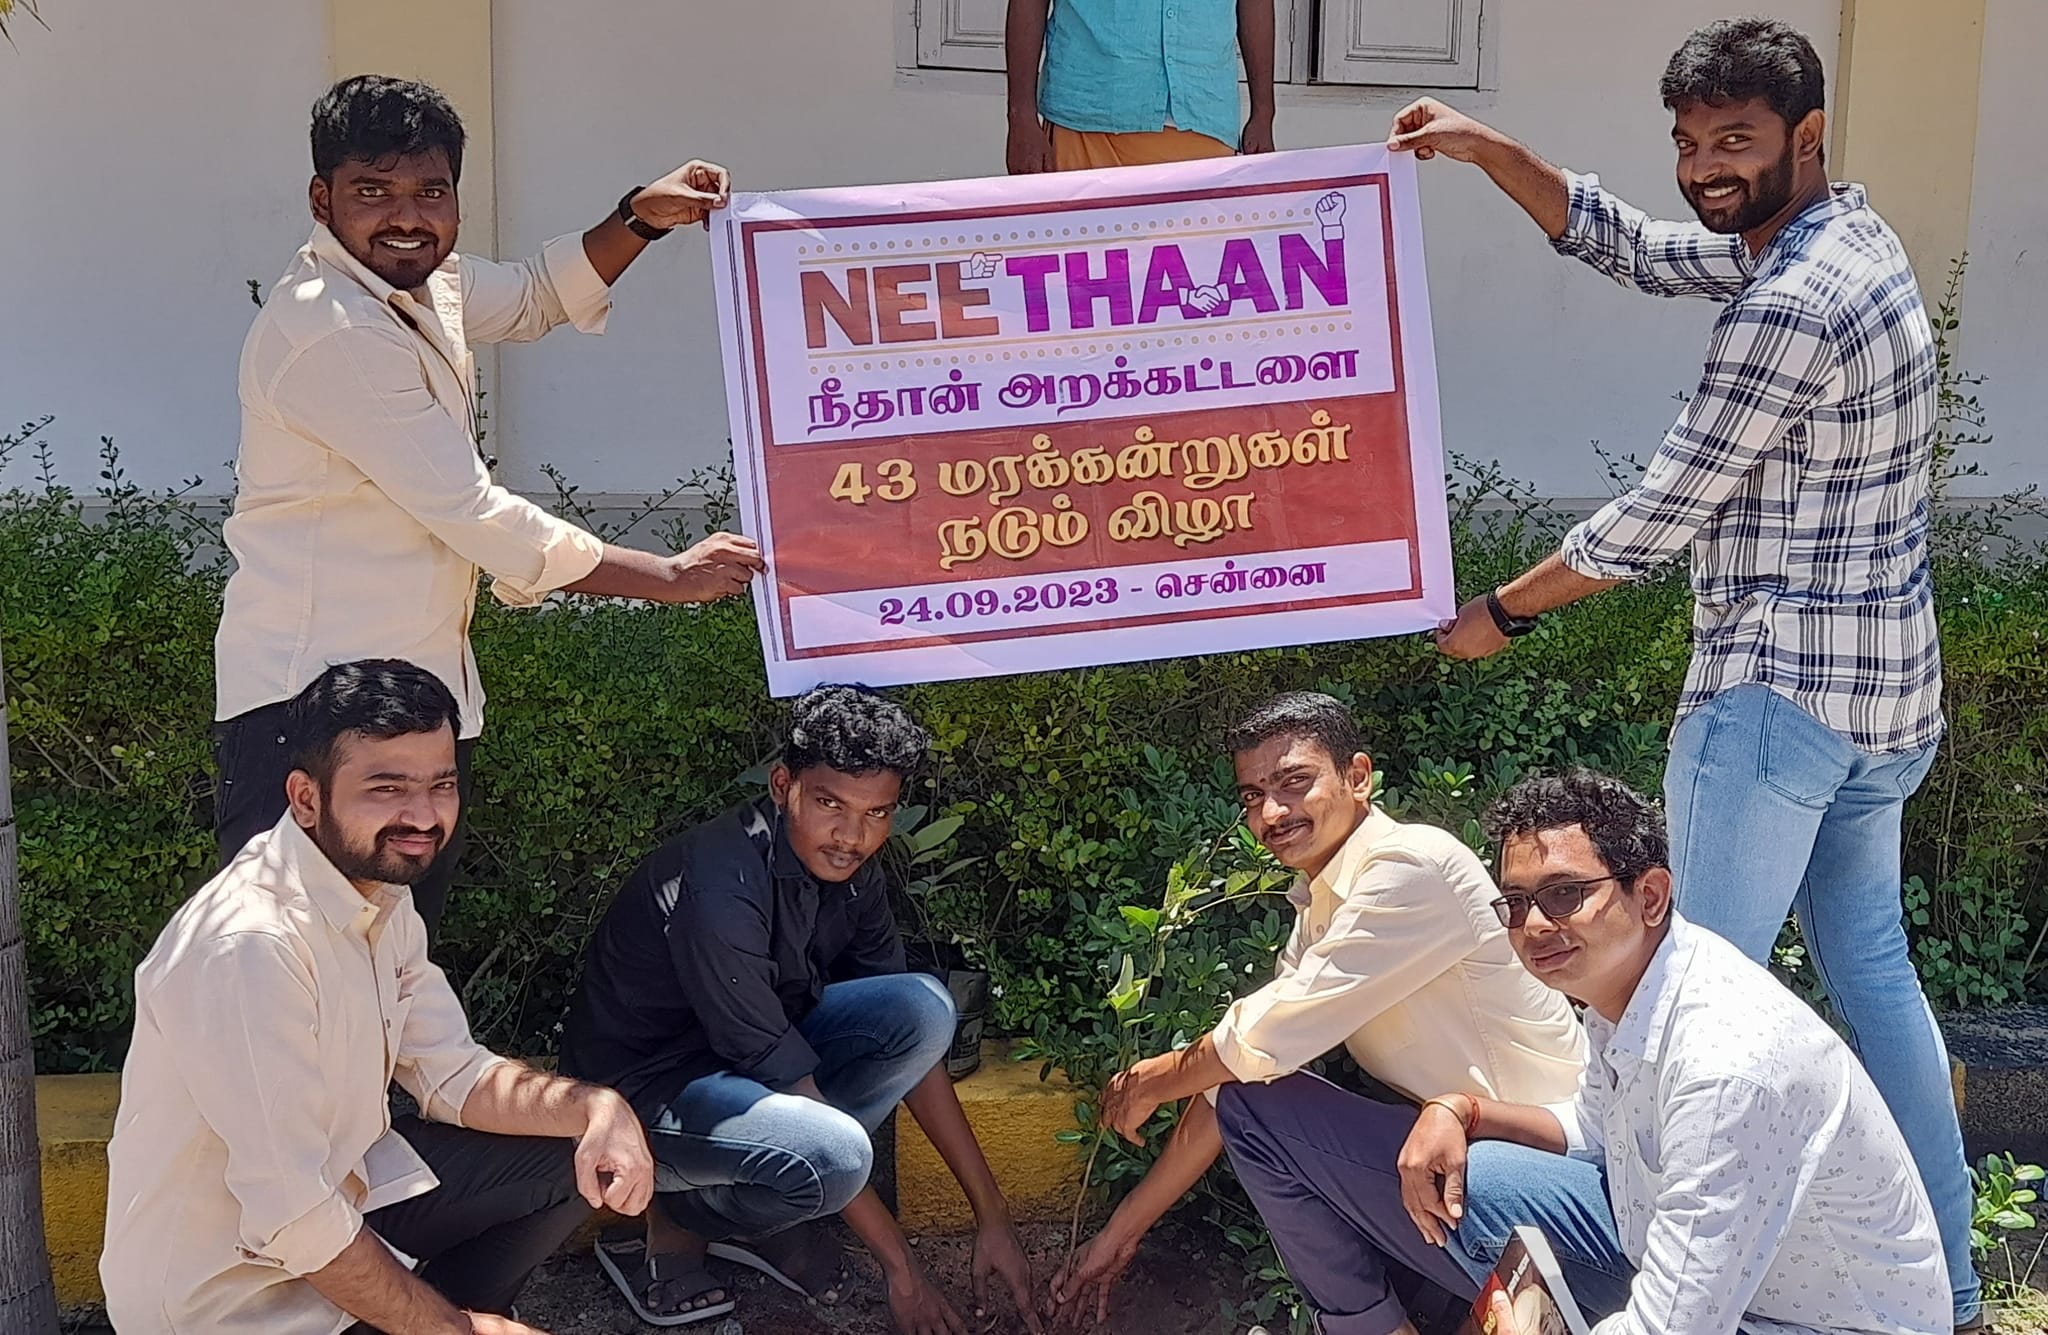 NEETHAAN
நீதான் அறக்கட்டளை
43 மரக்கன்றுகள்
நடும் விழா
24.09.2023 - சென்னை